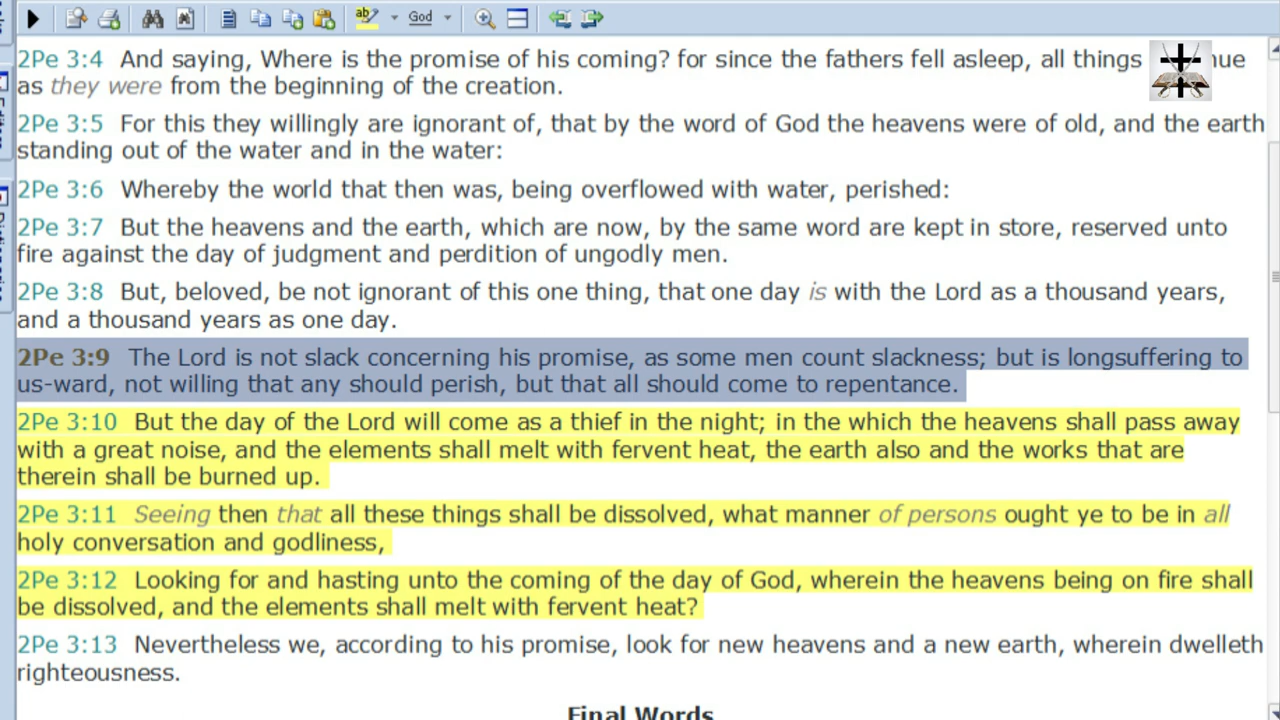 ab
God
2Pe 3:4 And saying, Where is the promise of his coming? for since the fathers fell asleep, all things
as they were from the beginning of the creation.
2Pe 3:5 For this they willingly are ignorant of, that by the word of God the heavens were of old, and the earth
standing out of the water and in the water:
2Pe 3:6 Whereby the world that then was, being overflowed with water, perished:
2Pe 3:7 But the heavens and the earth, which are now, by the same word are kept in store, reserved unto
fire against the day of judgment and perdition of ungodly men.
2Pe 3:8 But, beloved, be not ignorant of this one thing, that one day is with the Lord as a thousand years,
and a thousand years as one day.
2Pe 3:9 The Lord is not slack concerning his promise, as some men count slackness; but is longsuffering to
us-ward, not willing that any should perish, but that all should come to repentance.
2Pe 3:10 But the day of the Lord will come as a thief in the night; in the which the heavens shall pass away
with a great noise, and the elements shall melt with fervent heat, the earth also and the works that are
therein shall be burned up.
2Pe 3:11 Seeing then that all these things shall be dissolved, what manner of persons ought ye to be in all
holy conversation and godliness,
2Pe 3:12 Looking for and hasting unto the coming of the day of God, wherein the heavens being on fire shall
be dissolved, and the elements shall melt with fervent heat?
2Pe 3:13 Nevertheless we, according to his promise, look for new heavens and a new earth, wherein dwelleth
righteousness.
Final Words